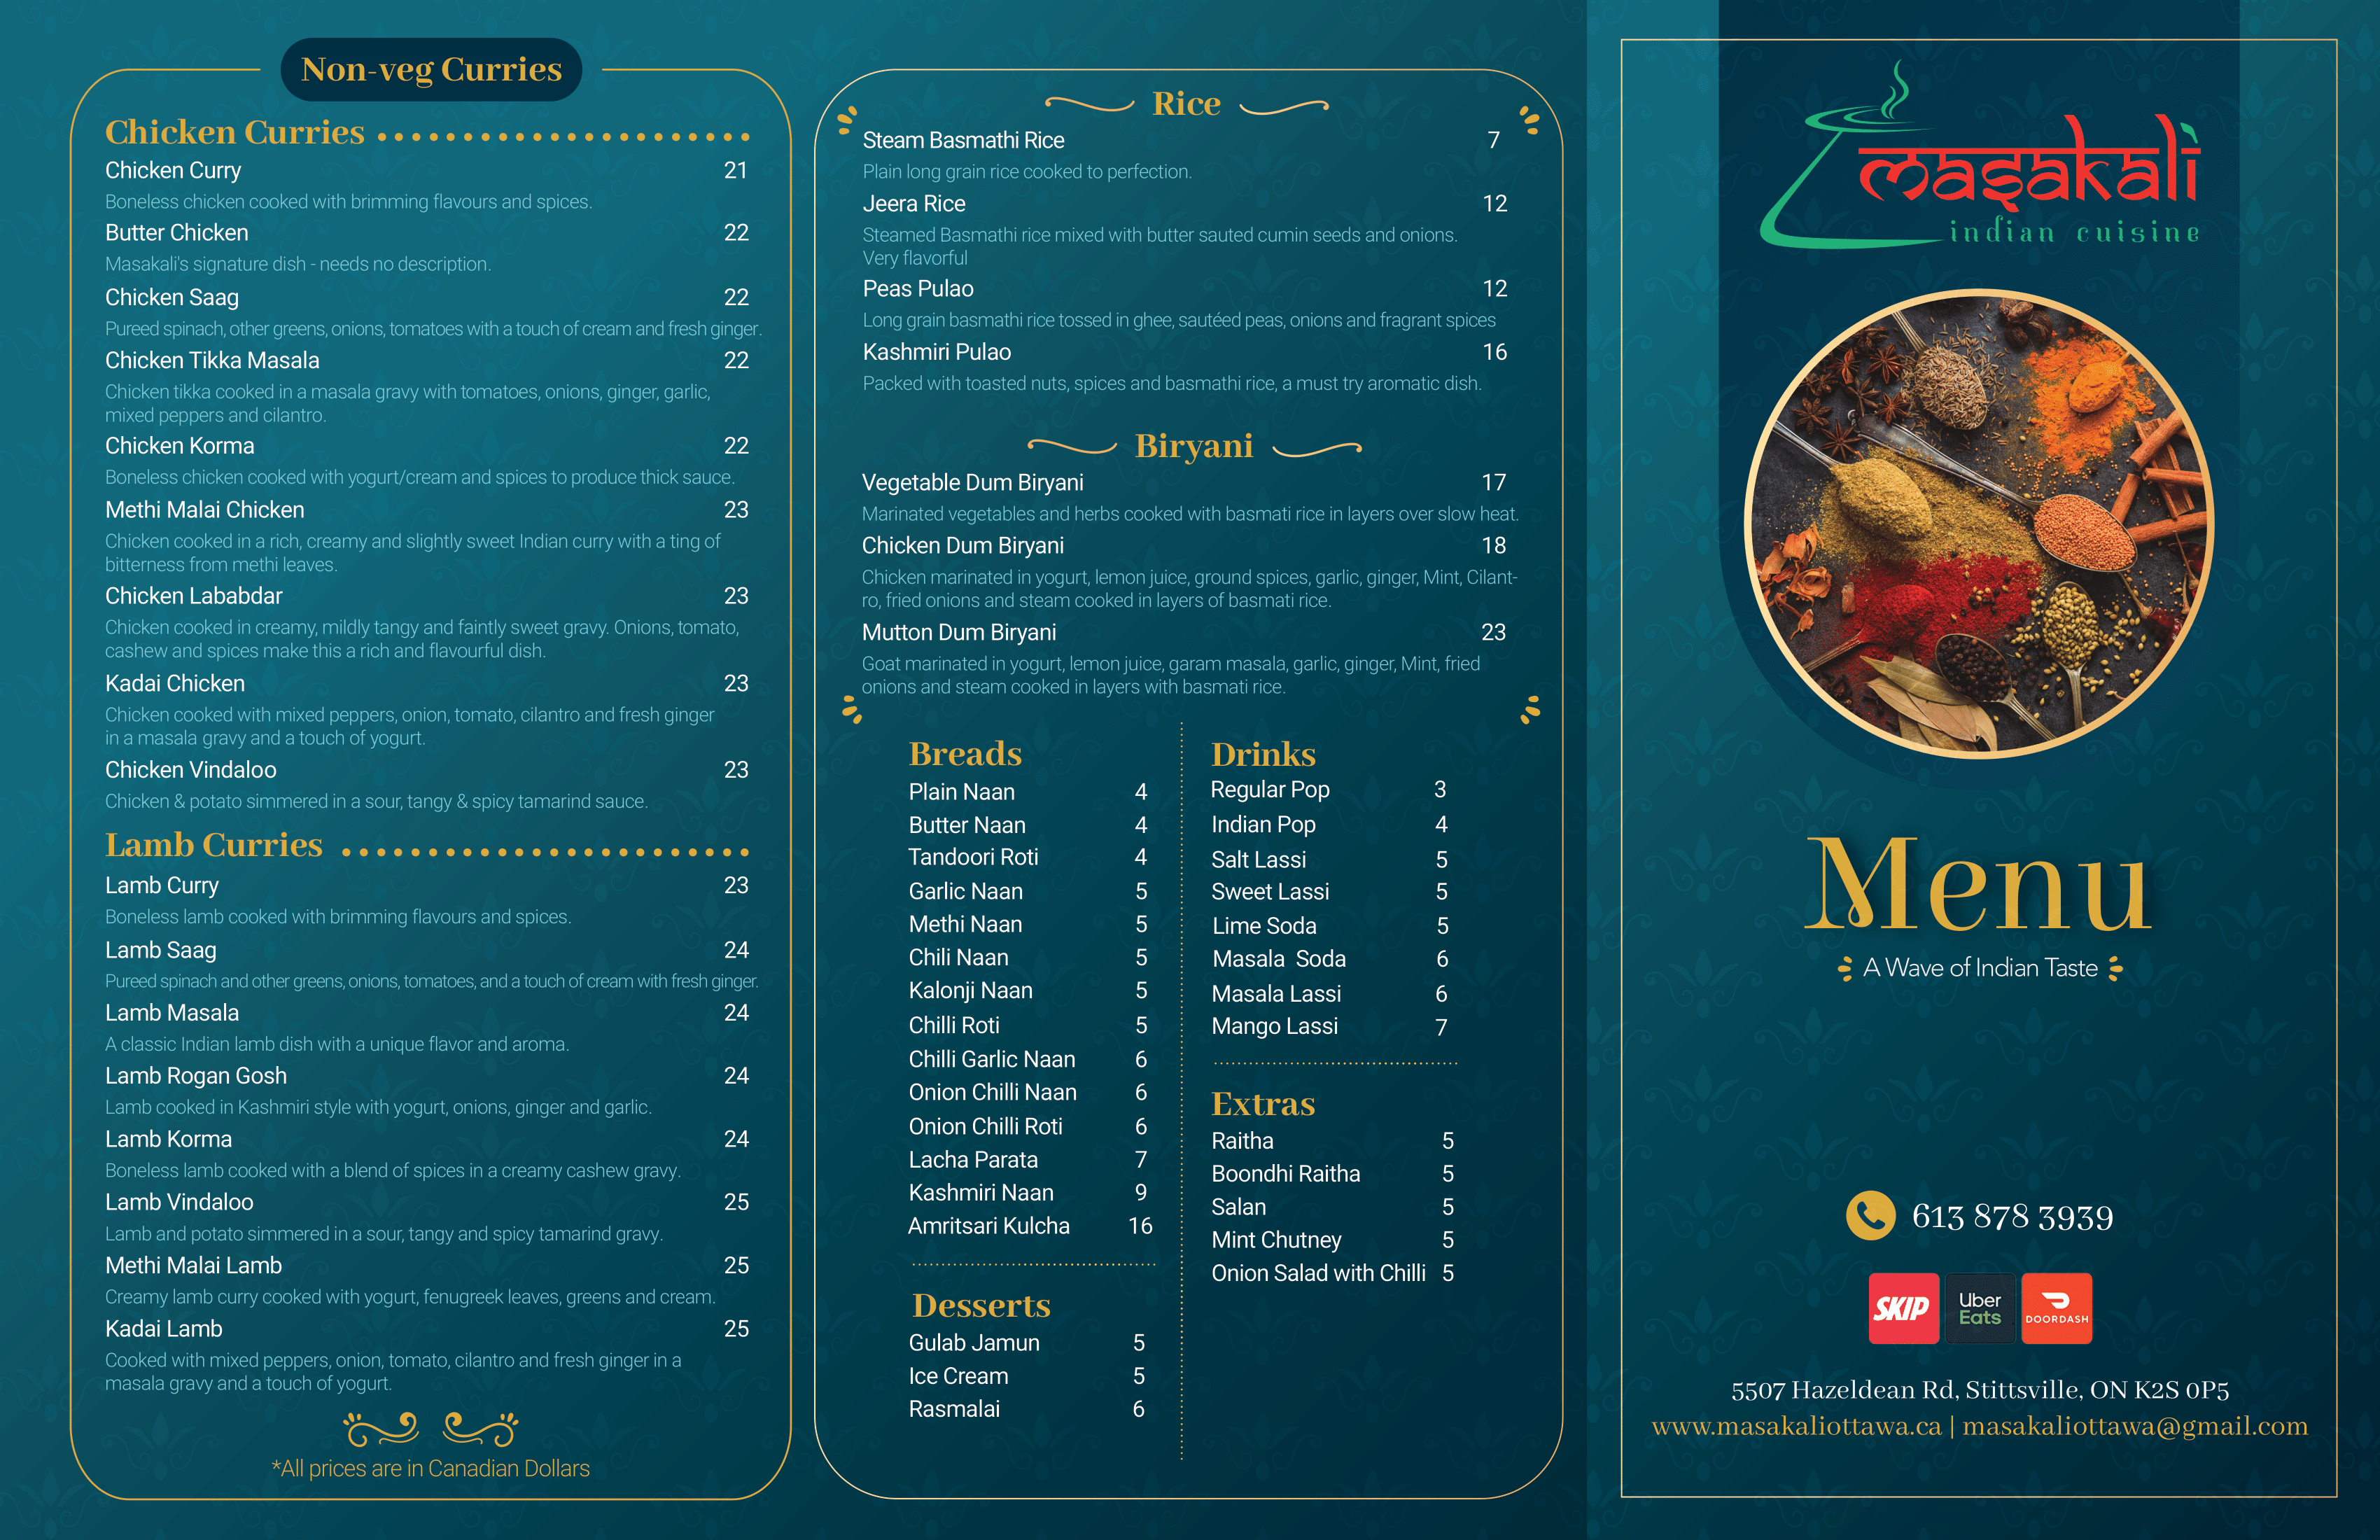 Non-veg Curries
Chicken Curries
Chicken Curry 21
Boneless chicken cooked with brimming flavours and spices.
Butter Chicken 22
Masakali's signature dish - needs no description.
Chicken Saag 22
Pureed spinach, other greens, onions, tomatoes with a touch of cream and fresh ginger.
Chicken Tikka Masala 22
Chicken tikka cooked in a masala gravy with tomatoes, onions, ginger, garlic,
mixed peppers and cilantro.
Chicken Korma 22
Boneless chicken cooked with yogurt/cream and spices to produce thick sauce.
Methi Malai Chicken 23
Chicken cooked in a rich, creamy and slightly sweet Indian curry with a ting of
bitterness from methi leaves.
Chicken Lababdar 23
Chicken cooked in creamy, mildly tangy and faintly sweet gravy. Onions, tomato,
cashew and spices make this a rich and flavourful dish.
Kadai Chicken 23
Chicken cooked with mixed peppers, onion, tomato, cilantro and fresh ginger
in a masala gravy and a touch of yogurt.
Chicken Vindaloo 23
Chicken & potato simmered in a sour, tangy & spicy tamarind sauce.
Lamb Curries
Lamb Curry 23
Boneless lamb cooked with brimming flavours and spices.
Lamb Saag 24
Pureed spinach and other greens, onions, tomatoes, and a touch of cream with fresh ginger.
Lamb Masala 24
A classic Indian lamb dish with a unique flavor and aroma.
Lamb Rogan Gosh 24
Lamb cooked in Kashmiri style with yogurt, onions, ginger and garlic.
Lamb Korma 24
Boneless lamb cooked with a blend of spices in a creamy cashew gravy.
Lamb Vindaloo 25
Lamb and potato simmered in a sour, tangy and spicy tamarind gravy.
Methi Malai Lamb 25
Creamy lamb curry cooked with yogurt, fenugreek leaves, greens and cream.
Kadai Lamb 25
Cooked with mixed peppers, onion, tomato, cilantro and fresh ginger in a
masala gravy and a touch of yogurt.
*All prices are in Canadian Dollars
Rice
Steam Basmathi Rice 7
Plain long grain rice cooked to perfection.
Jeera Rice 12
Steamed Basmathi rice mixed with butter sauted cumin seeds and onions.
Very flavorful
Peas Pulao 12
Long grain basmathi rice tossed in ghee, sautéed peas, onions and fragrant spices
Kashmiri Pulao 16
Packed with toasted nuts, spices and basmathi rice, a must try aromatic dish.
Biryani
Vegetable Dum Biryani 17
Marinated vegetables and herbs cooked with basmati rice in layers over slow heat.
Chicken Dum Biryani 18
Chicken marinated in yogurt, lemon juice, ground spices, garlic, ginger, Mint, Cilant-
ro, fried onions and steam cooked in layers of basmati rice.
Mutton Dum Biryani 23
Goat marinated in yogurt, lemon juice, garam masala, garlic, ginger, Mint, fried
onions and steam cooked in layers with basmati rice.
Breads
Plain Naan 4
Butter Naan 4
Tandoori Roti 4
Garlic Naan 5
Methi Naan 5
Chili Naan 5
Kalonji Naan 5
Chilli Roti 5
Chilli Garlic Naan 6
Onion Chilli Naan 6
Onion Chilli Roti 6
Lacha Parata 7
Kashmiri Naan 9
Amritsari Kulcha 16
Desserts
Gulab Jamun 5
Ice Cream 5
Rasmalai 6
Drinks
Regular Pop 3
Indian Pop 4
Salt Lassi 5
Sweet Lassi 5
Lime Soda 5
Masala Soda 6
Masala Lassi 6
Mango Lassi 7
Extras
Raitha 5
Boondhi Raitha 5
Salan 5
Mint Chutney 5
Onion Salad with Chilli 5
masakali
indian cuisine
Menu
A Wave of Indian Taste
613 878 3939
SKIP
Uber
Eats
DOORDASH
5507 Hazeldean Rd, Stittsville, ON K2S 0P5
www.masakaliottawa.ca | masakaliottawa@gmail.com